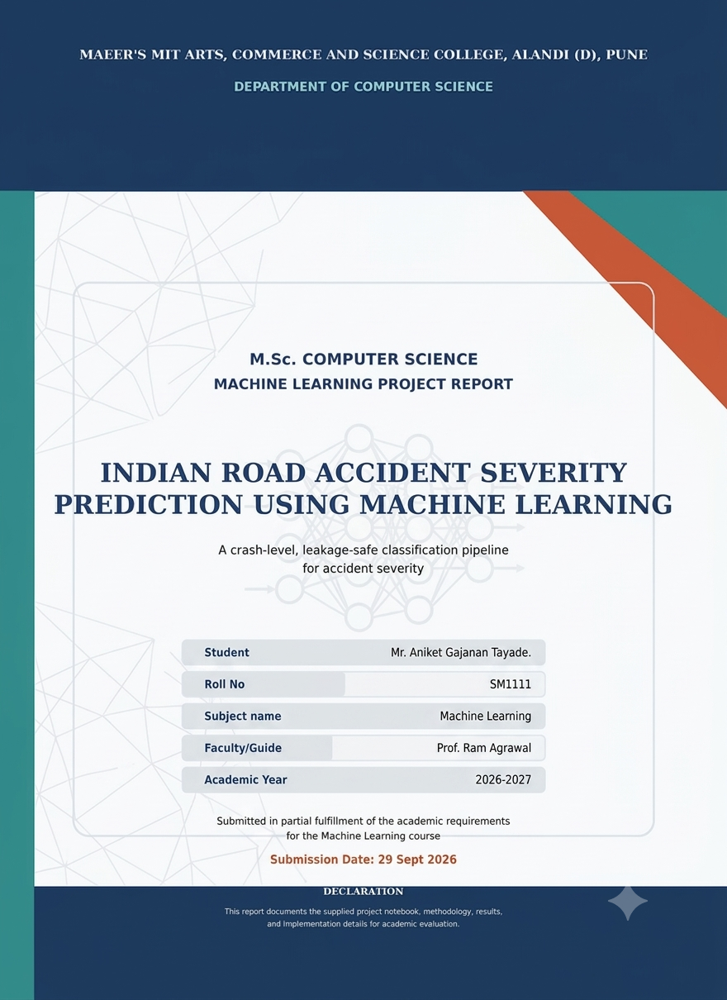 MAEER'S MIT ARTS, COMMERCE AND SCIENCE COLLEGE, ALANDI (D), PUNE
DEPARTMENT OF COMPUTER SCIENCE
M.Sc. COMPUTER SCIENCE
MACHINE LEARNING PROJECT REPORT
INDIAN ROAD ACCIDENT SEVERITY
PREDICTION USING MACHINE LEARNING
A crash-level, leakage-safe classification pipeline
for accident severity
Student Mr. Aniket Gajanan Tayade.
Roll No SM1111
Subject name Machine Learning
Faculty/Guide Prof. Ram Agrawal
Academic Year 2026-2027
Submitted in partial fulfillment of the academic requirements
for the Machine Learning course
Submission Date: 29 Sept 2026
DECLARATION
This report documents the supplied project notebook, methodology, results,
and Implementation details for academic evaluation.